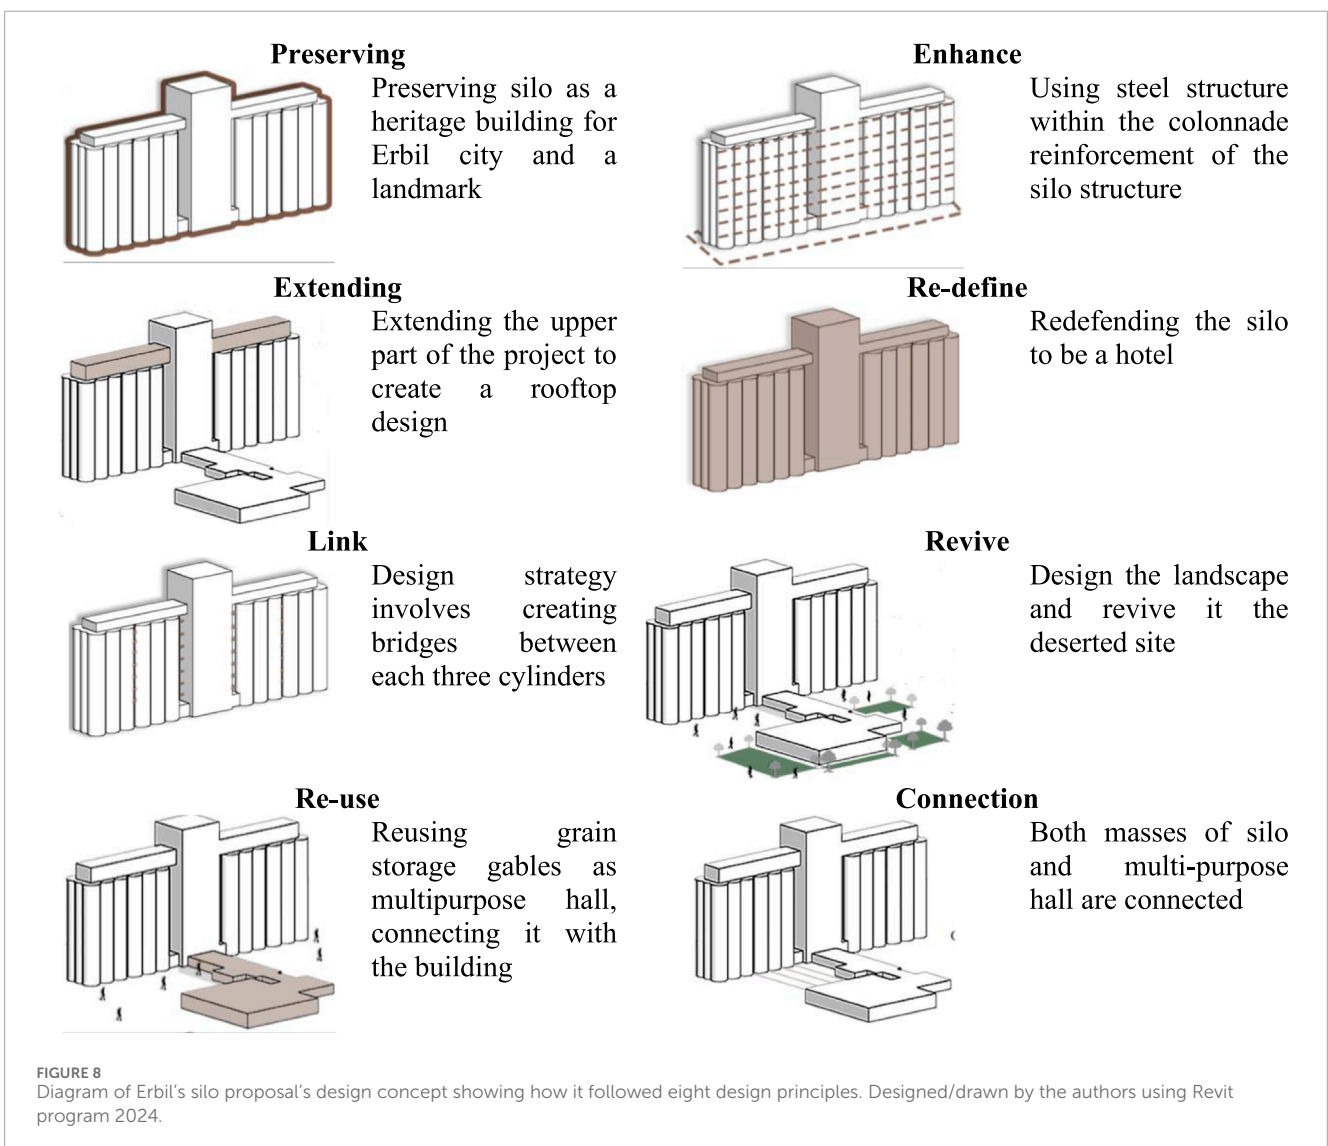 Preserving
Preserving silo as a
heritage building for
Erbil city and a
landmark
Enhance
Using steel structure
within the colonnade
reinforcement of the
silo structure
Extending
Extending the upper
part of the project to
create a rooftop
design
Re-define
Redefending the silo
to be a hotel
Link
Design strategy
involves creating
bridges between
each three cylinders
Revive
Design the landscape
and revive it the
deserted site
Re-use
Reusing grain
storage gables as
multipurpose hall,
connecting it with
the building
Connection
Both masses of silo
and multi-purpose
hall are connected
FIGURE 8
Diagram of Erbil's silo proposal's design concept showing how it followed eight design principles. Designed/drawn by the authors using Revit
program 2024.